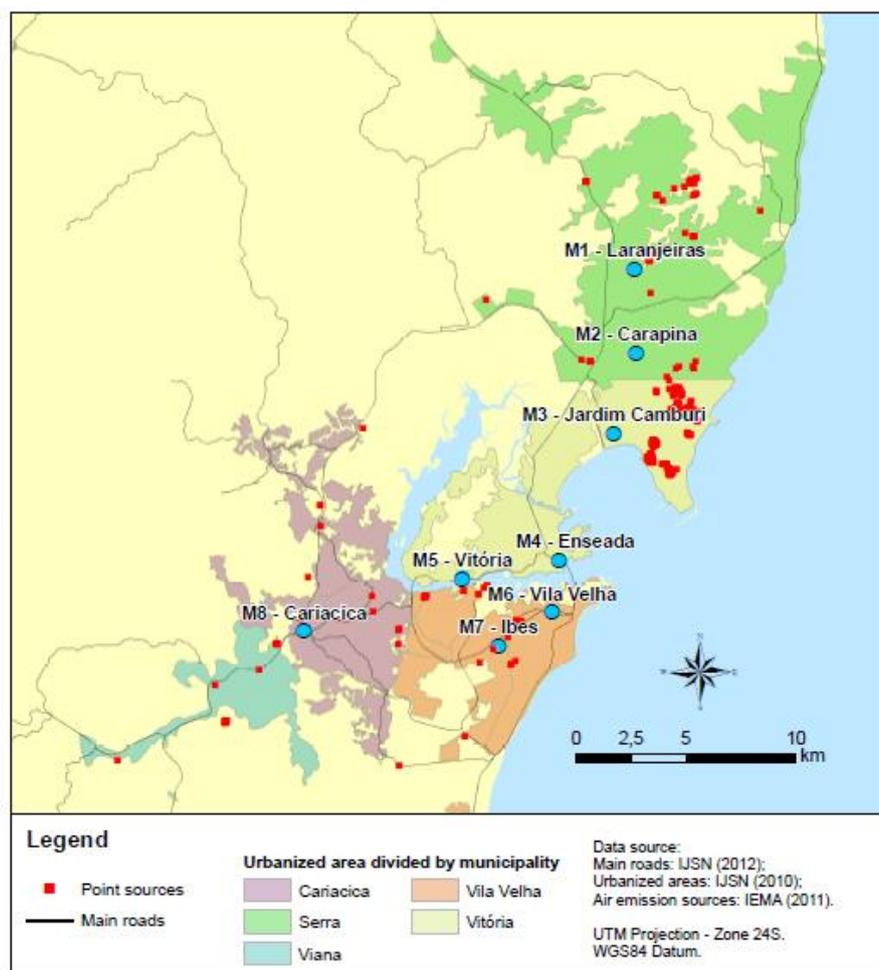 M1 - Laranjeiras
M2 - Carapina
M3 - Jardim Camburi
M4 - Enseada
M5 - Vitória
M6 - Vila Velha
M8 - Cariacica
M7 - Ibes
N
0 2,5 5 10
km
Legend
Point sources
Main roads
Urbanized area divided by municipality
Cariacica
Vila Velha
Serra
Vitória
Viana
Data source:
Main roads: IJSN (2012);
Urbanized areas: IJSN (2010);
Air emission sources: IEMA (2011).
UTM Projection - Zone 24S.
WGS84 Datum.